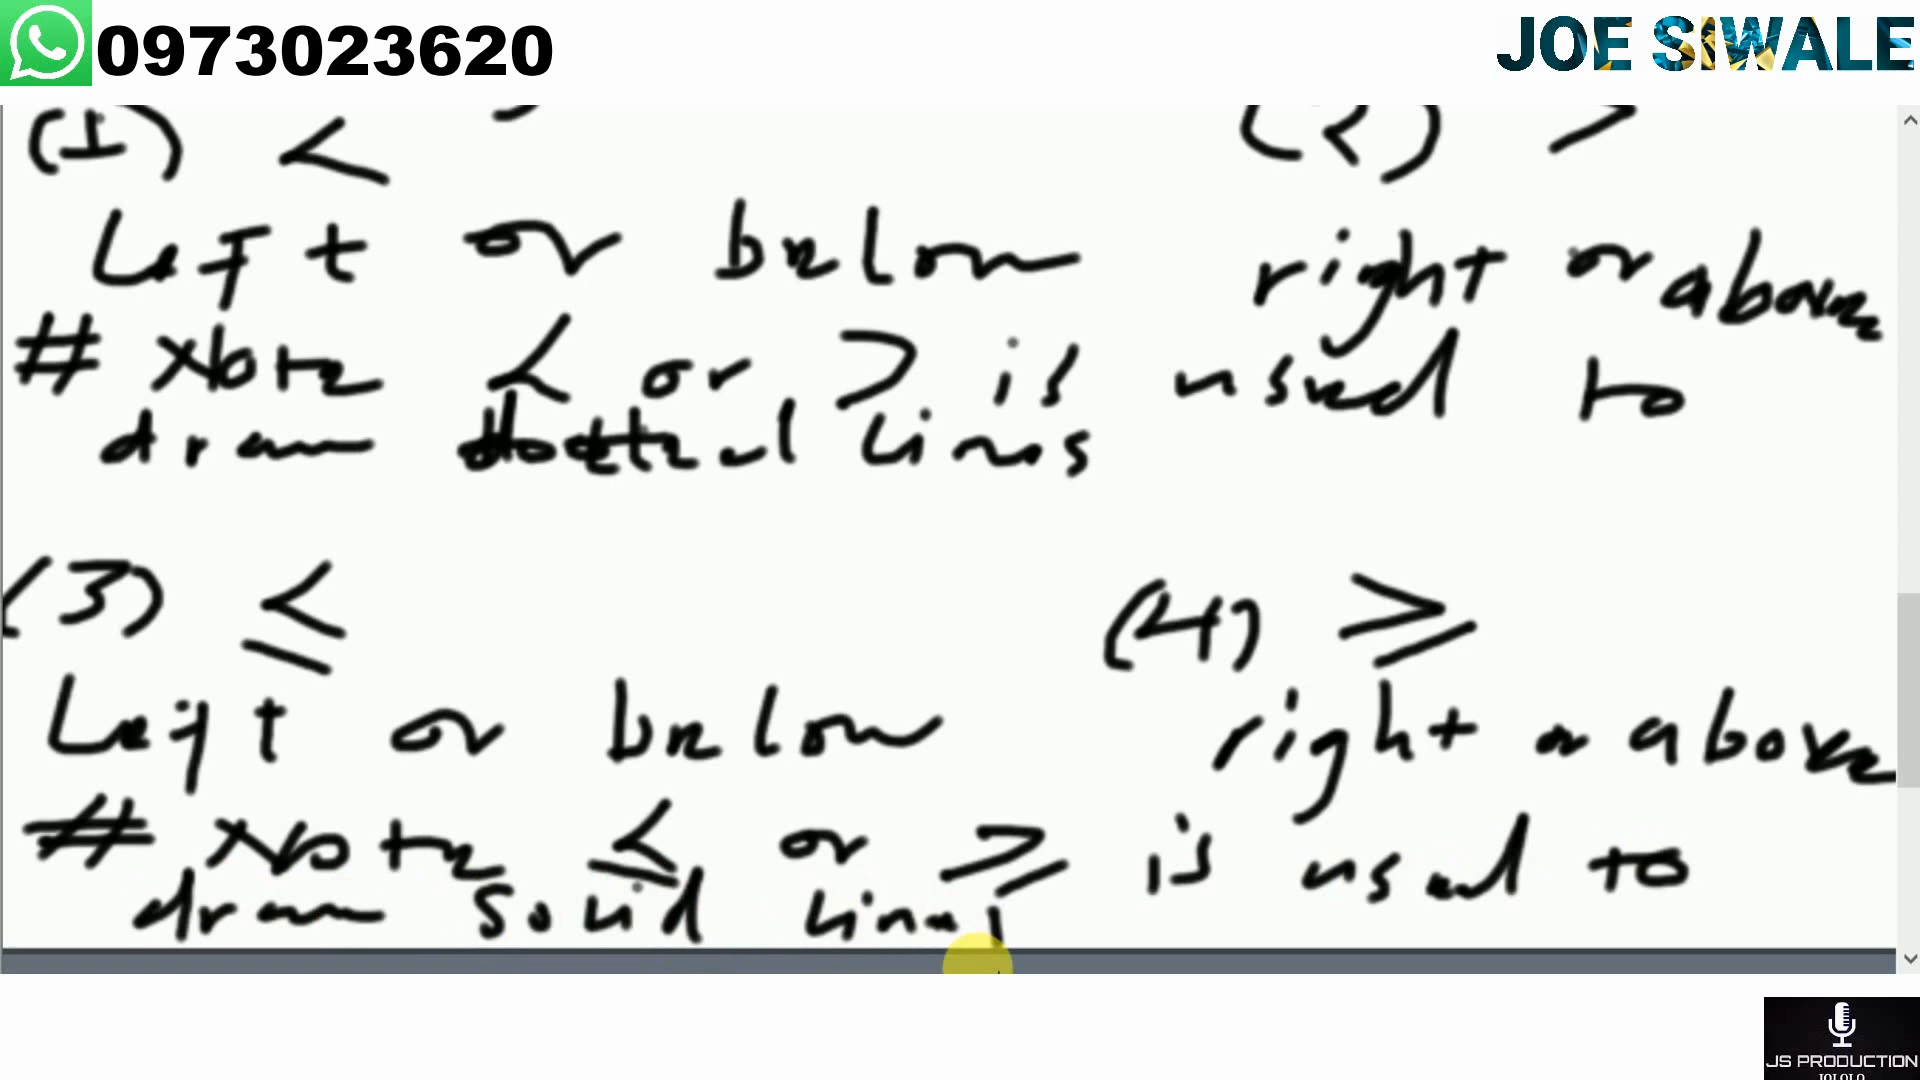 0973023620
JOE SIWALE
(1) <
(2) >
Left or below
right or above
# Note < or > is used to
draw dotted lines
(3) ≤
(4) ≥
Left or below
right or above
# Note ≤ or ≥ is used to
draw solid lines
JS PRODUCTION